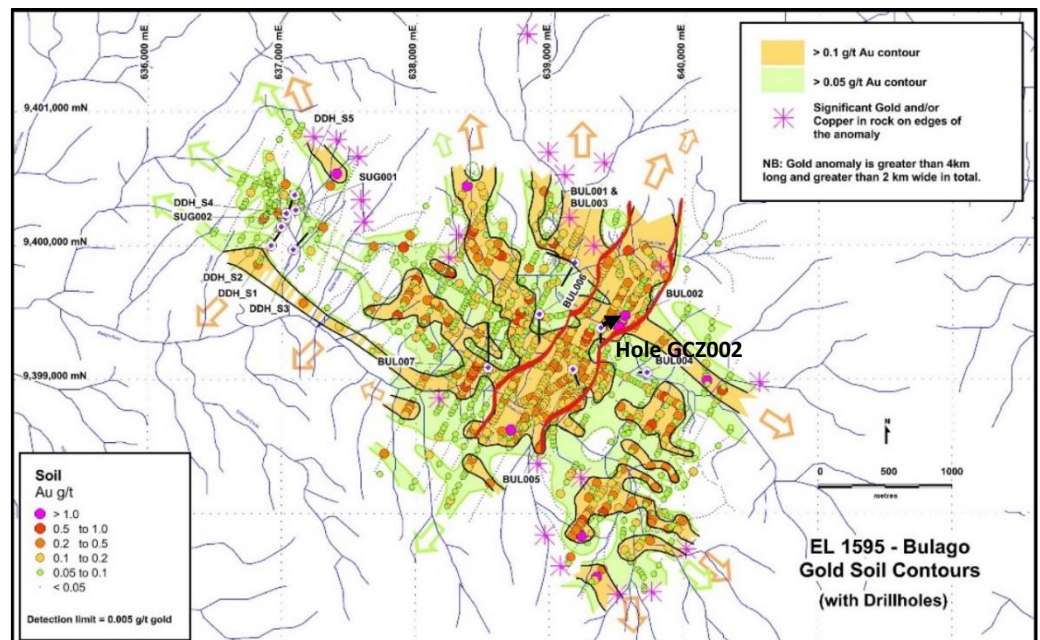 636,000 mE
637,000 mE
638,000 mE
639,000 mE
640,000 mE
> 0.1 g/t Au contour
> 0.05 g/t Au contour
Significant Gold and/or
Copper in rock on edges of
the anomaly
NB: Gold anomaly is greater than 4km
long and greater than 2 km wide in total.
9,401,000 mN
DDH_S5
SUG001
BUL001 &
BUL003
DDH_S4
SUG002
9,400,000 mN
DDH_S2
DDH_S1
DDH_S3
BUL006
BUL002
Hole GCZ002
BUL007
BUL004
9,399,000 mN
N
BUL005
0
500
1000
metres
Soil
Au g/t
> 1.0
0.5 to 1.0
0.2 to 0.5
0.1 to 0.2
0.05 to 0.1
< 0.05
Detection limit = 0.005 g/t gold
EL 1595 - Bulago
Gold Soil Contours
(with Drillholes)